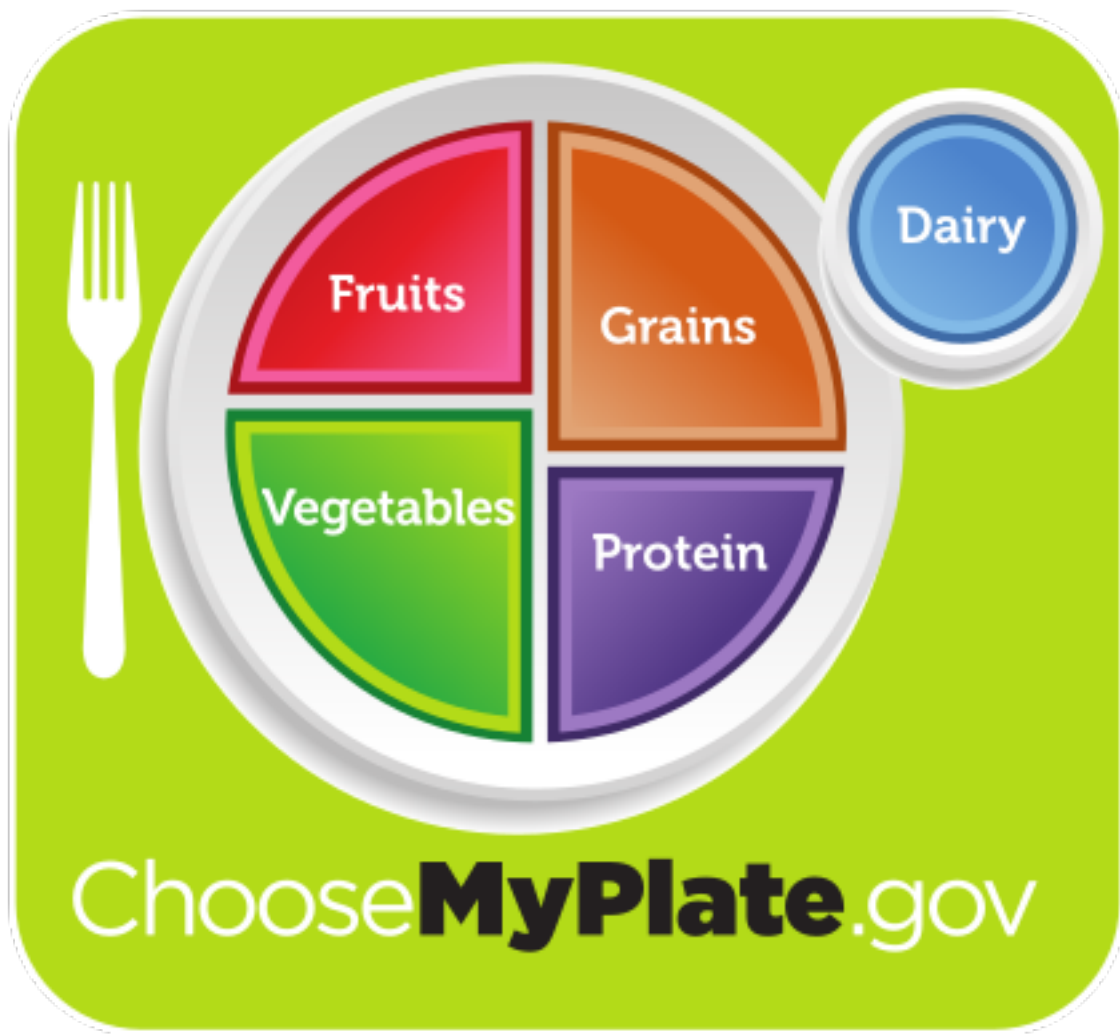 Fruits
Grains
Dairy
Vegetables
Protein
ChooseMyPlate.gov